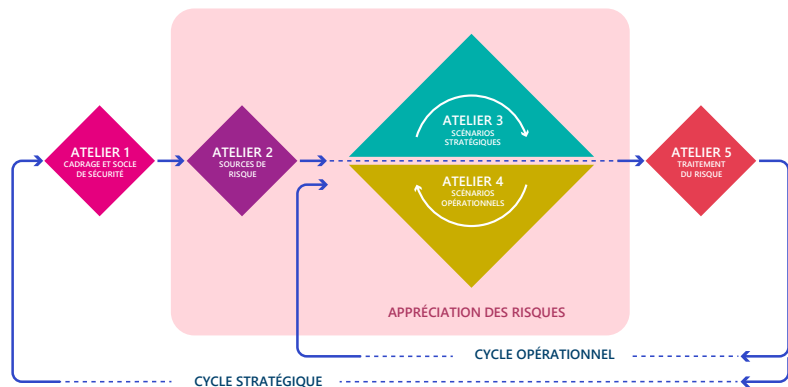 ATELIER 1
CADRAGE ET SOCLE
DE SÉCURITÉ
ATELIER 2
SOURCES DE
RISQUE
ATELIER 3
SCÉNARIOS
STRATÉGIQUES
ATELIER 4
SCÉNARIOS
OPÉRATIONNELS
ATELIER 5
TRAITEMENT
DU RISQUE
APPRÉCIATION DES RISQUES
CYCLE OPÉRATIONNEL
CYCLE STRATÉGIQUE